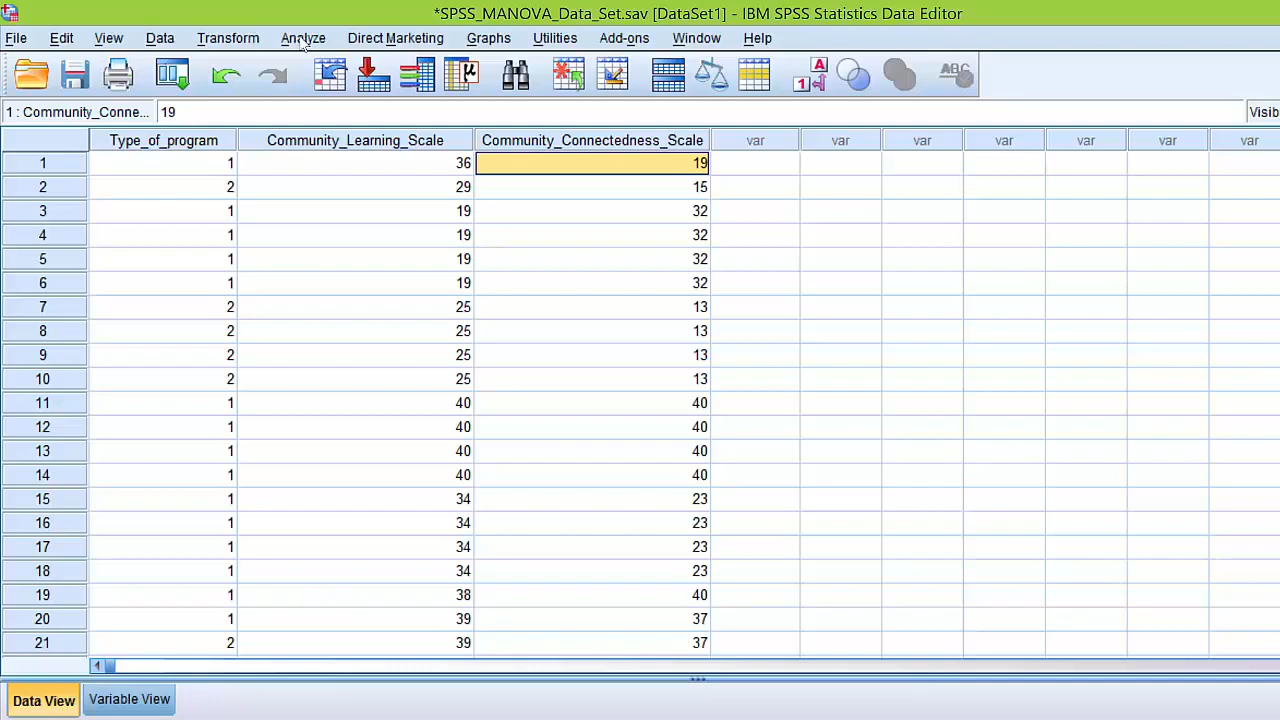 *SPSS_MANOVA_Data_Set.sav [DataSet1] - IBM SPSS Statistics Data Editor
File Edit View Data Transform Analyze Direct Marketing Graphs Utilities Add-ons Window Help
1 A ABC
1 : Community_Conne... 19 Visib
Type_of_program Community_Learning_Scale Community_Connectedness_Scale var var var var var var var
1 1 36 19
2 2 29 15
3 1 19 32
4 1 19 32
5 1 19 32
6 1 19 32
7 2 25 13
8 2 25 13
9 2 25 13
10 2 25 13
11 1 40 40
12 1 40 40
13 1 40 40
14 1 40 40
15 1 34 23
16 1 34 23
17 1 34 23
18 1 34 23
19 1 38 40
20 1 39 37
21 2 39 37
Data View Variable View